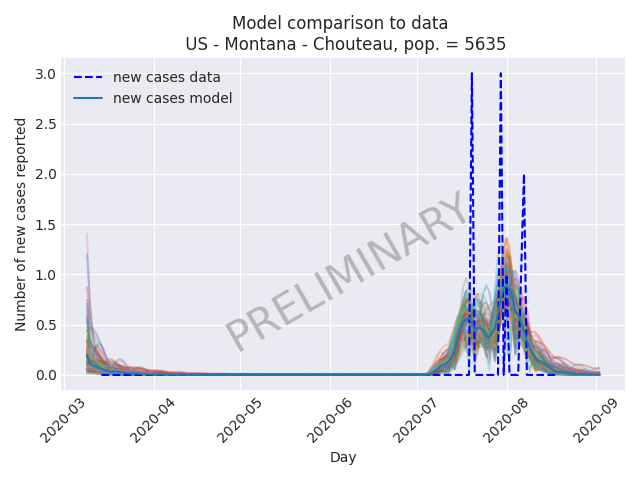 Model comparison to data
US - Montana - Chouteau, pop. = 5635
new cases data
new cases model
PRELIMINARY
Number of new cases reported
3.0
2.5
2.0
1.5
1.0
0.5
0.0
2020-03
2020-04
2020-05
2020-06
2020-07
2020-08
2020-09
Day